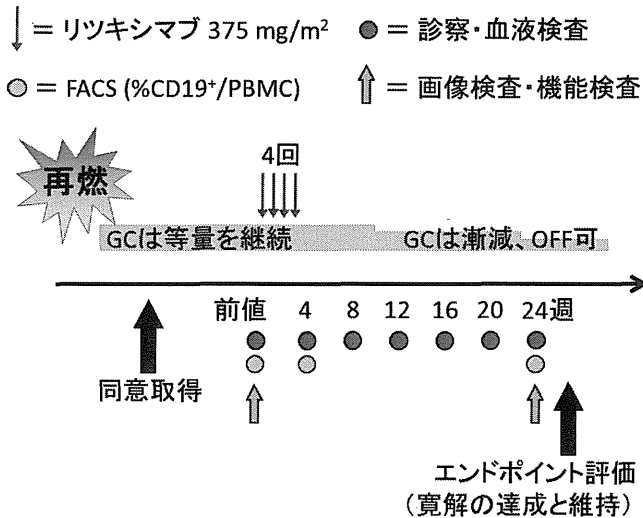 ↓ = リツキシマブ 375 mg/m² ● = 診察・血液検査
○ = FACS (%CD19⁺/PBMC) ⇧ = 画像検査・機能検査
再燃
4回
GCは等量を継続 GCは漸減、OFF可
前値 4 8 12 16 20 24週
同意取得
エンドポイント評価
(寛解の達成と維持)